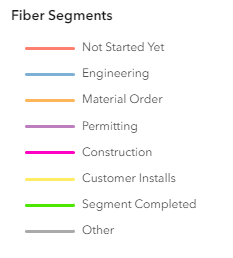 Fiber Segments
Not Started Yet
Engineering
Material Order
Permitting
Construction
Customer Installs
Segment Completed
Other